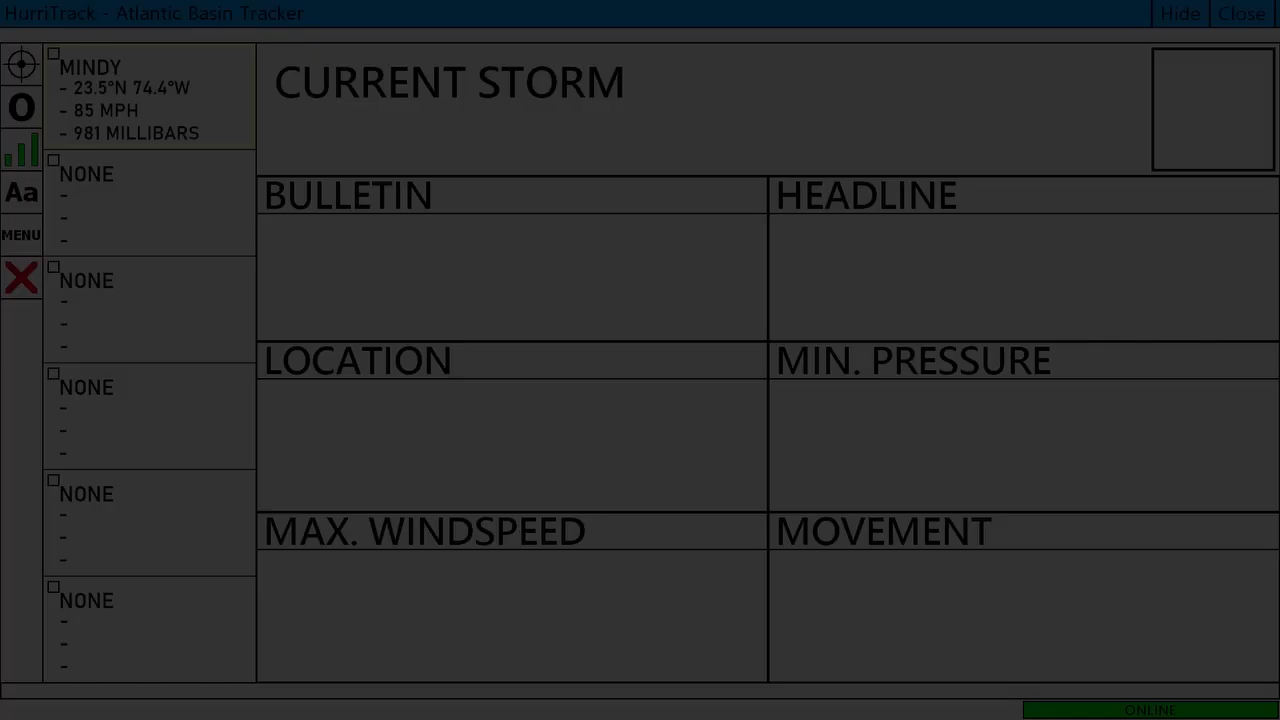 HurriTrack - Atlantic Basin Tracker
Hide
Close
O
Aa
MENU
MINDY
- 23.5°N 74.4°W
- 85 MPH
- 981 MILLIBARS
NONE
-
-
-
NONE
-
-
-
NONE
-
-
-
NONE
-
-
-
NONE
-
-
-
CURRENT STORM
BULLETIN
HEADLINE
LOCATION
MIN. PRESSURE
MAX. WINDSPEED
MOVEMENT
ONLINE